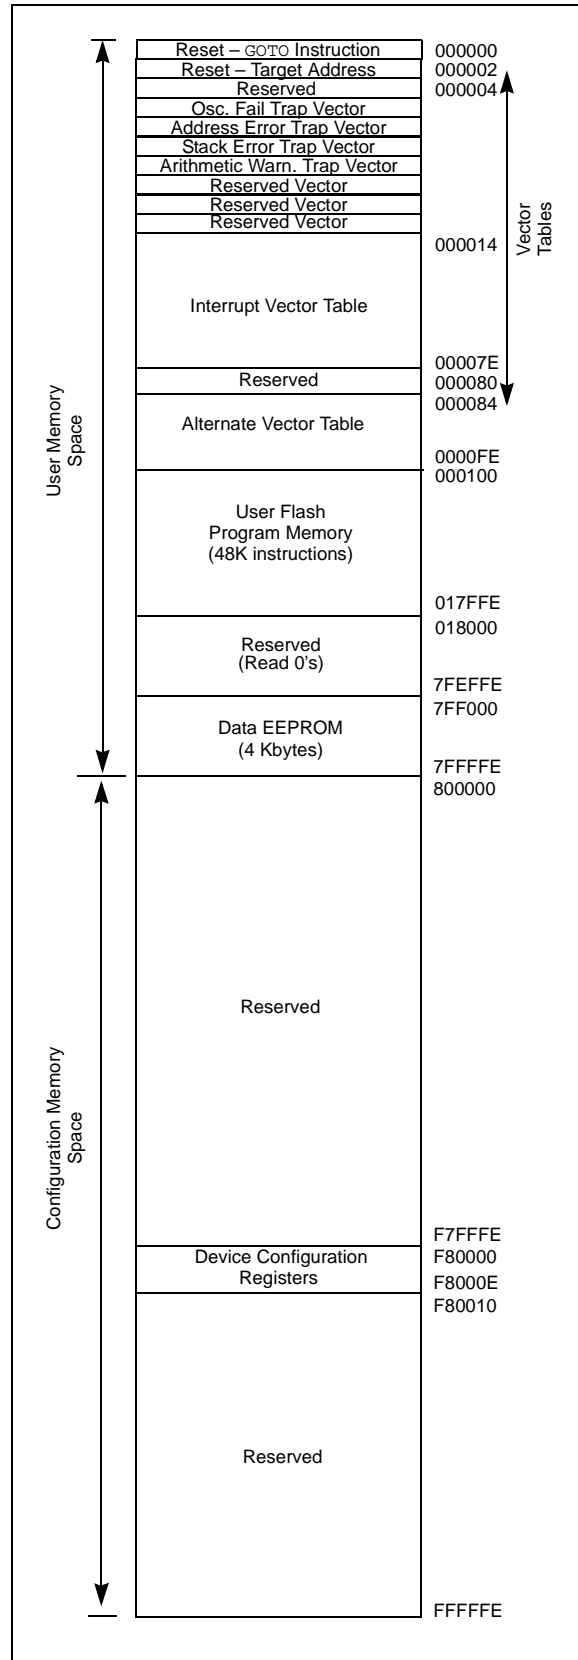 Reset – GOTO Instruction 000000
Reset – Target Address 000002
Reserved 000004
Osc. Fail Trap Vector
Address Error Trap Vector
Stack Error Trap Vector
Arithmetic Warn. Trap Vector
Reserved Vector
Reserved Vector
Reserved Vector
000014
Vector
Tables
Interrupt Vector Table
00007E
Reserved 000080
000084
Alternate Vector Table
0000FE
000100
User Memory
Space
User Flash
Program Memory
(48K instructions)
017FFE
018000
Reserved
(Read 0's)
7FEFFE
7FF000
Data EEPROM
(4 Kbytes)
7FFFFE
800000
Reserved
Configuration Memory
Space
F7FFFE
Device Configuration F80000
Registers F8000E
F80010
Reserved
FFFFFE